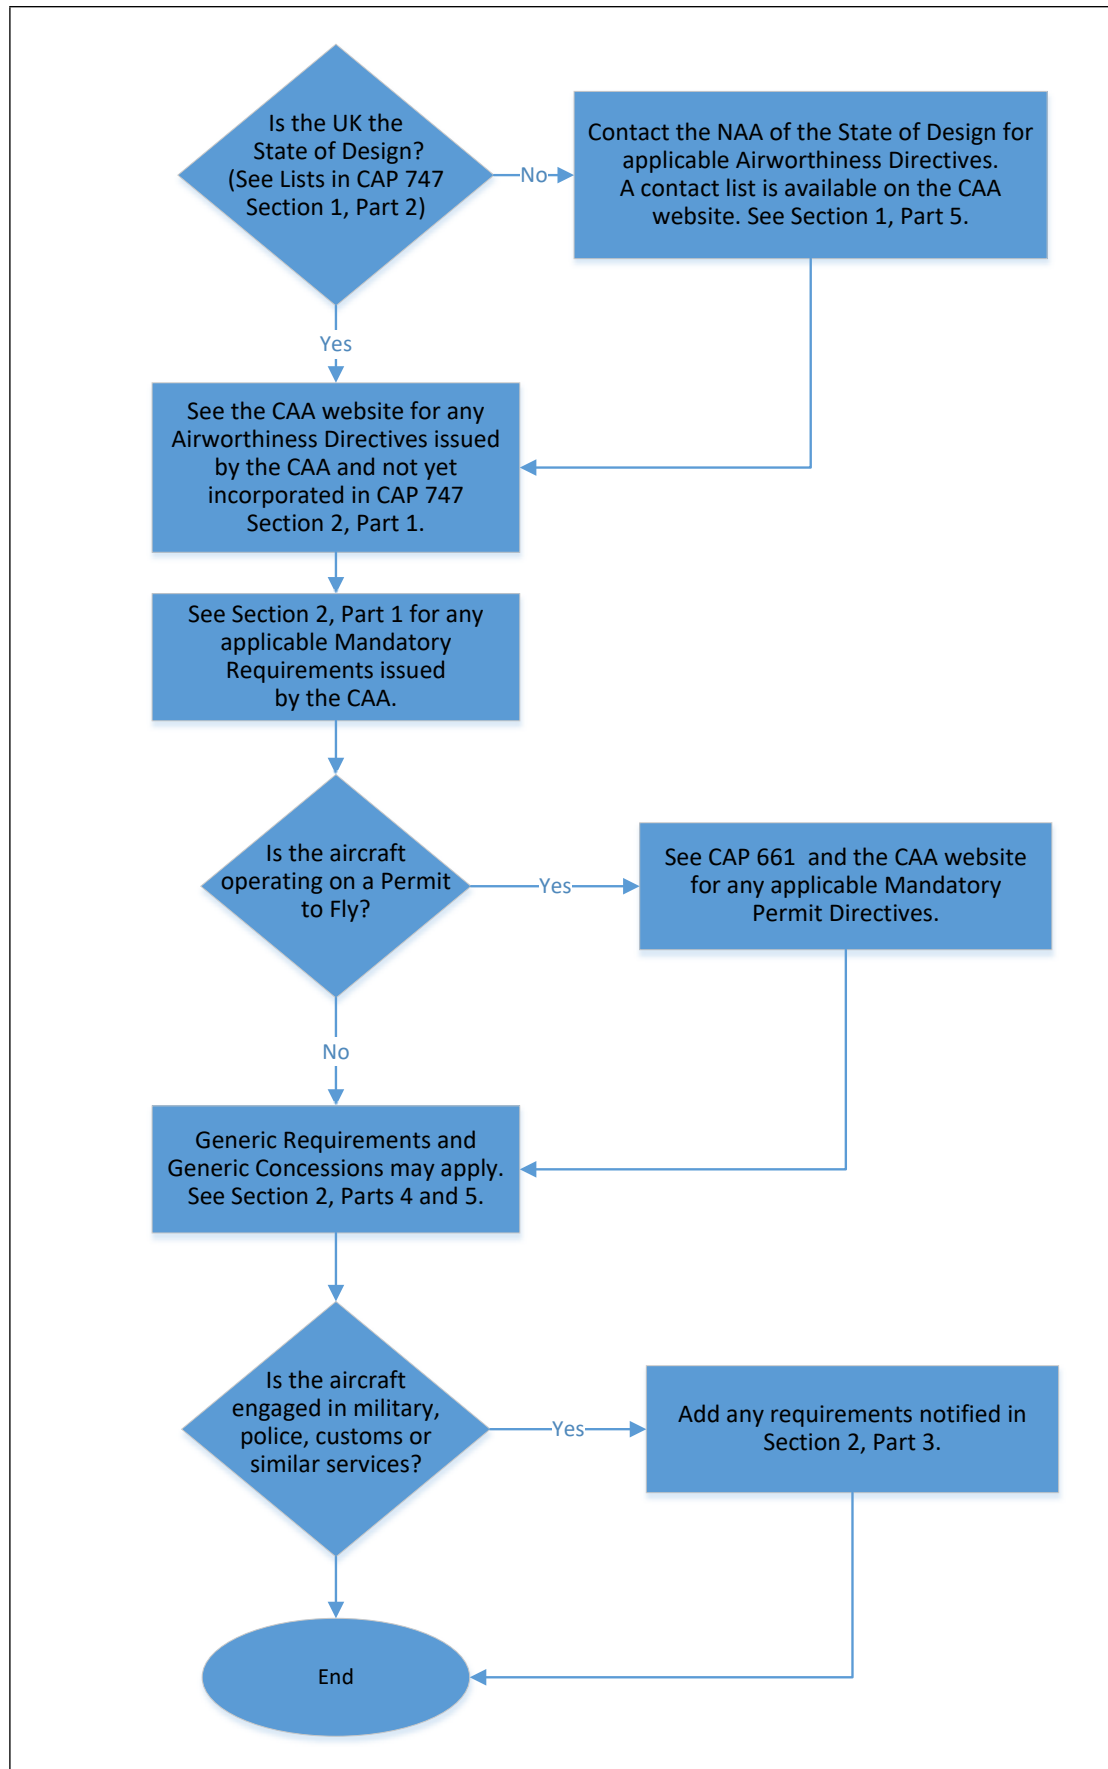 Is the UK the
State of Design?
(See Lists in CAP 747
Section 1, Part 2)
No
Contact the NAA of the State of Design for
applicable Airworthiness Directives.
A contact list is available on the CAA
website. See Section 1, Part 5.
Yes
See the CAA website for any
Airworthiness Directives issued
by the CAA and not yet
incorporated in CAP 747
Section 2, Part 1.
See Section 2, Part 1 for any
applicable Mandatory
Requirements issued
by the CAA.
Is the aircraft
operating on a Permit
to Fly?
Yes
See CAP 661 and the CAA website
for any applicable Mandatory
Permit Directives.
No
Generic Requirements and
Generic Concessions may apply.
See Section 2, Parts 4 and 5.
Is the aircraft
engaged in military,
police, customs or
similar services?
Yes
Add any requirements notified in
Section 2, Part 3.
End